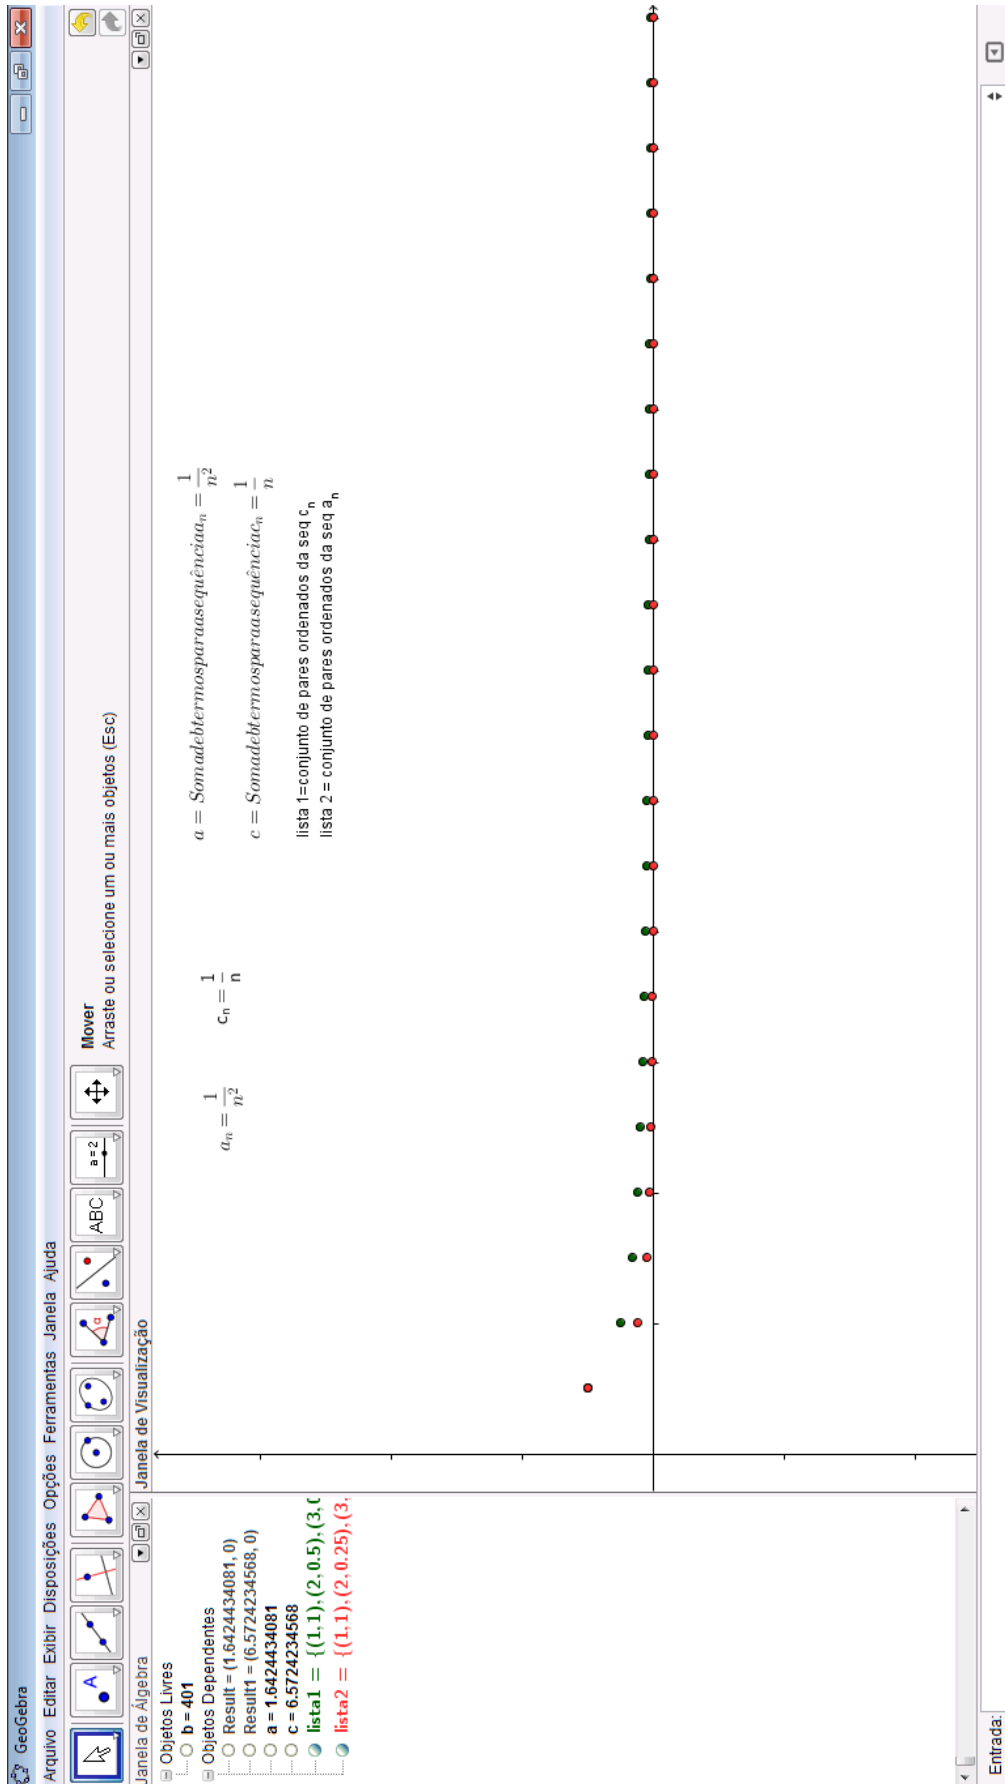 GeoGebra
Arquivo Editar Exibir Disposições Opções Ferramentas Janela Ajuda
A
α
ABC
a = 2
Mover
Arraste ou selecione um ou mais objetos (Esc)
Janela de Álgebra
Objetos Livres
b = 401
Objetos Dependentes
Result = (1.6424434081, 0)
Result1 = (6.5724234568, 0)
a = 1.6424434081
c = 6.5724234568
lista1 = {(1,1),(2,0.5),(3,0
lista2 = {(1,1),(2,0.25),(3,
Janela de Visualização
aₙ = 1/n²
cₙ = 1/n
a = Somadebtermosparaasequênciaaₙ = 1/n²
c = Somadebtermosparaasequênciacₙ = 1/n
lista 1=conjunto de pares ordenados da seq cₙ
lista 2 = conjunto de pares ordenados da seq aₙ
Entrada: